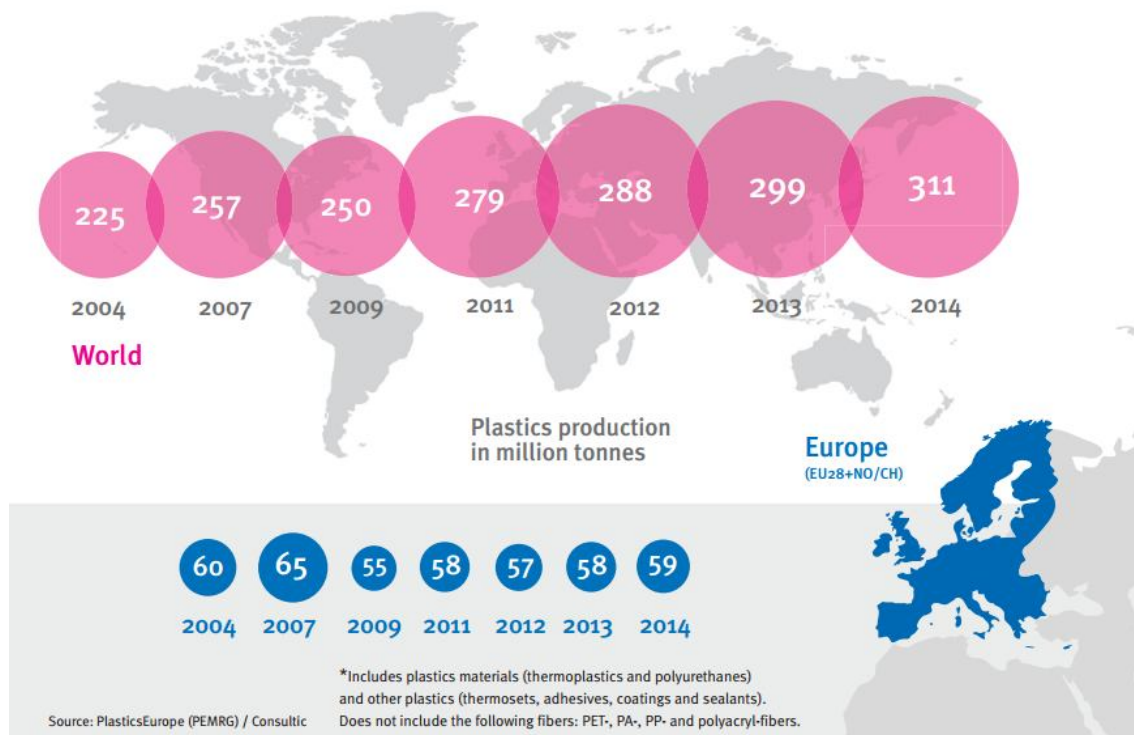 225 257 250 279 288 299 311
2004 2007 2009 2011 2012 2013 2014
World
Plastics production
in million tonnes
Europe
(EU28+NO/CH)
60 65 55 58 57 58 59
2004 2007 2009 2011 2012 2013 2014
*Includes plastics materials (thermoplastics and polyurethanes)
and other plastics (thermosets, adhesives, coatings and sealants).
Does not include the following fibers: PET-, PA-, PP- and polyacryl-fibers.
Source: PlasticsEurope (PEMRG) / Consultic